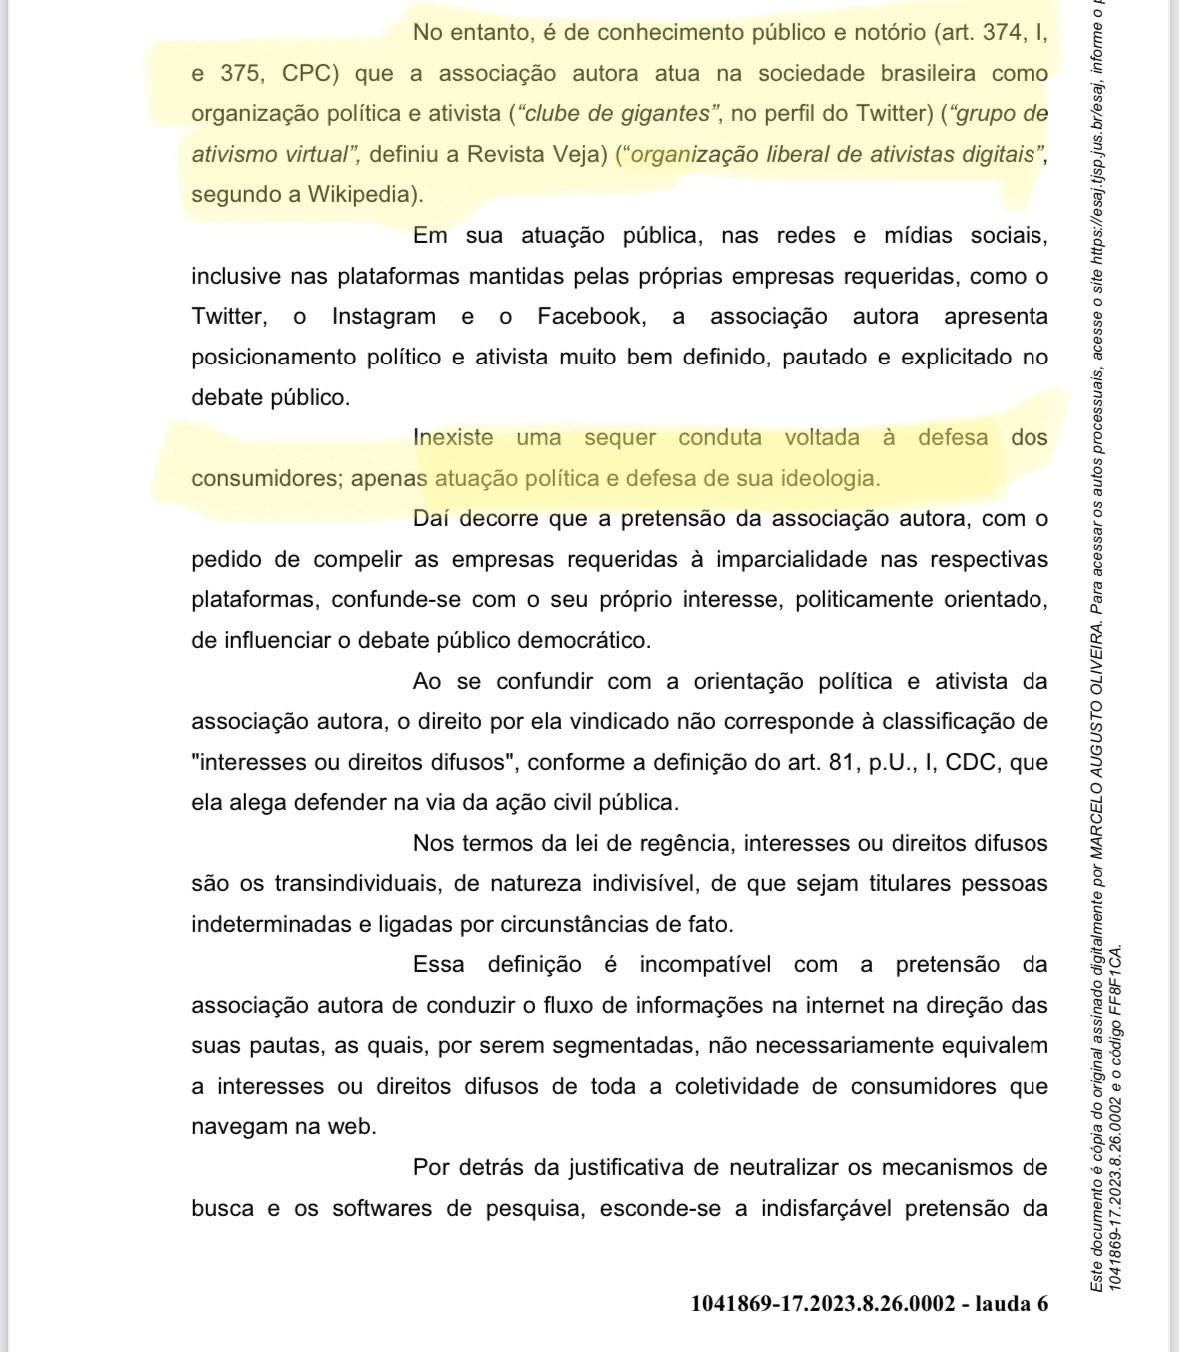 No entanto, é de conhecimento público e notório (art. 374, I,
e 375, CPC) que a associação autora atua na sociedade brasileira como
organização política e ativista (“clube de gigantes”, no perfil do Twitter) (“grupo de
ativismo virtual”, definiu a Revista Veja) (“organização liberal de ativistas digitais”,
segundo a Wikipedia).
Em sua atuação pública, nas redes e mídias sociais,
inclusive nas plataformas mantidas pelas próprias empresas requeridas, como o
Twitter, o Instagram e o Facebook, a associação autora apresenta
posicionamento político e ativista muito bem definido, pautado e explicitado no
debate público.
Inexiste uma sequer conduta voltada à defesa dos
consumidores; apenas atuação política e defesa de sua ideologia.
Daí decorre que a pretensão da associação autora, com o
pedido de compelir as empresas requeridas à imparcialidade nas respectivas
plataformas, confunde-se com o seu próprio interesse, politicamente orientado,
de influenciar o debate público democrático.
Ao se confundir com a orientação política e ativista da
associação autora, o direito por ela vindicado não corresponde à classificação de
"interesses ou direitos difusos", conforme a definição do art. 81, p.U., I, CDC, que
ela alega defender na via da ação civil pública.
Nos termos da lei de regência, interesses ou direitos difusos
são os transindividuais, de natureza indivisível, de que sejam titulares pessoas
indeterminadas e ligadas por circunstâncias de fato.
Essa definição é incompatível com a pretensão da
associação autora de conduzir o fluxo de informações na internet na direção das
suas pautas, as quais, por serem segmentadas, não necessariamente equivalem
a interesses ou direitos difusos de toda a coletividade de consumidores que
navegam na web.
Por detrás da justificativa de neutralizar os mecanismos de
busca e os softwares de pesquisa, esconde-se a indisfarçável pretensão da
1041869-17.2023.8.26.0002 - lauda 6
Este documento é cópia do original assinado digitalmente por MARCELO AUGUSTO OLIVEIRA. Para acessar os autos processuais, acesse o site https://esaj.tjsp.jus.br/esaj, informe o
1041869-17.2023.8.26.0002 e o código FF8F1CA.